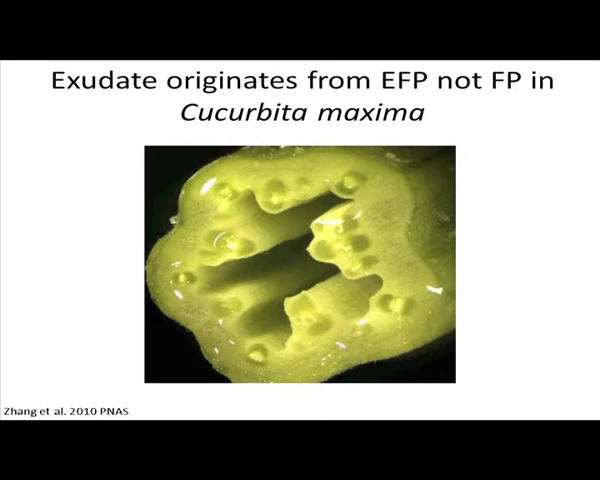 Exudate originates from EFP not FP in
Cucurbita maxima
Zhang et al. 2010 PNAS